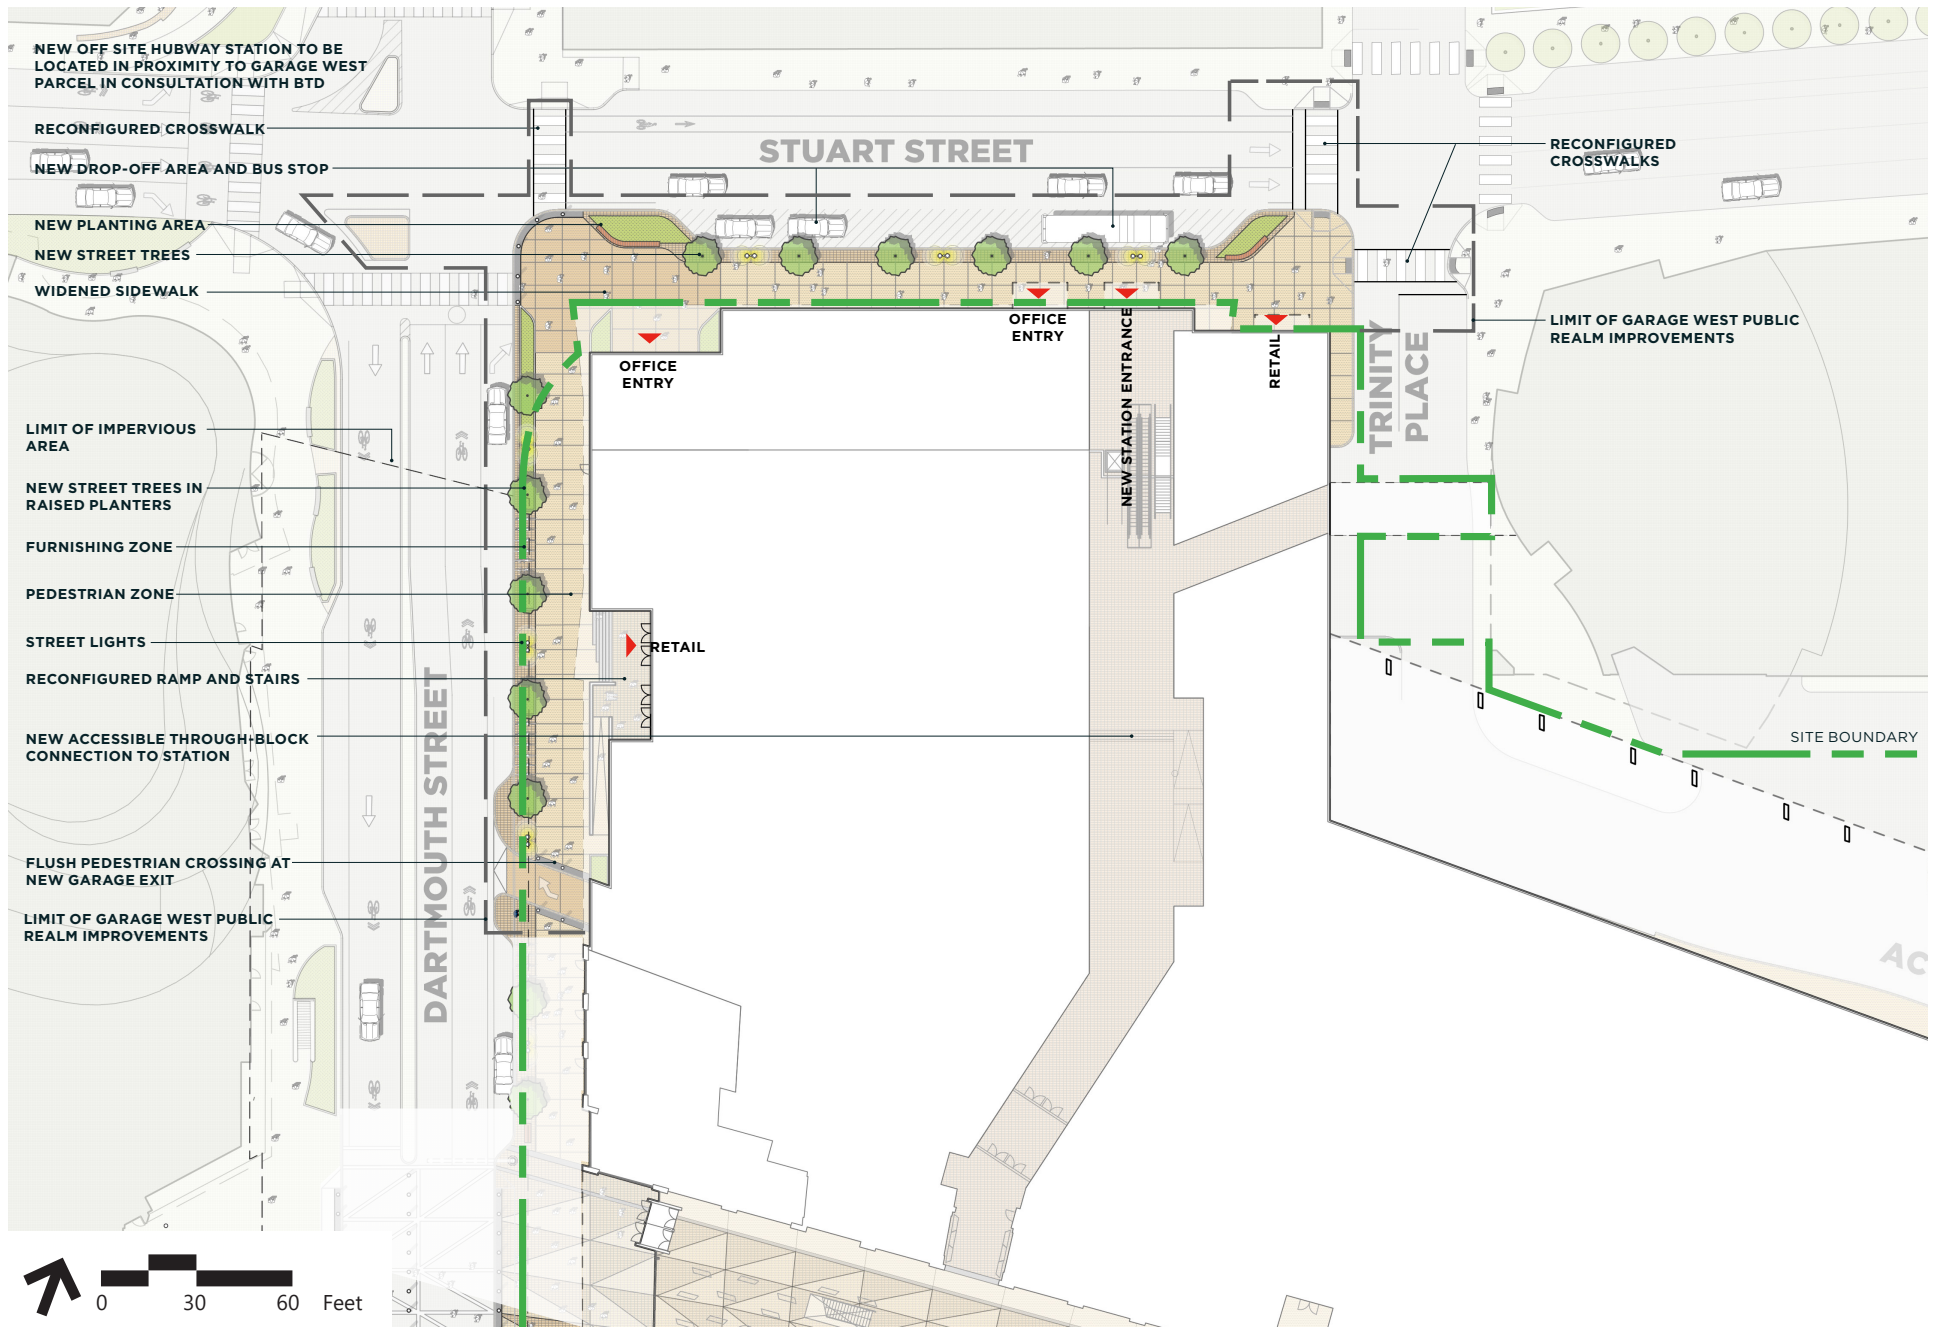 NEW OFF SITE HUBWAY STATION TO BE
LOCATED IN PROXIMITY TO GARAGE WEST
PARCEL IN CONSULTATION WITH BTD
RECONFIGURED CROSSWALK
NEW DROP-OFF AREA AND BUS STOP
NEW PLANTING AREA
NEW STREET TREES
WIDENED SIDEWALK
LIMIT OF IMPERVIOUS
AREA
NEW STREET TREES IN
RAISED PLANTERS
FURNISHING ZONE
PEDESTRIAN ZONE
STREET LIGHTS
RECONFIGURED RAMP AND STAIRS
NEW ACCESSIBLE THROUGH-BLOCK
CONNECTION TO STATION
FLUSH PEDESTRIAN CROSSING AT
NEW GARAGE EXIT
LIMIT OF GARAGE WEST PUBLIC
REALM IMPROVEMENTS
DARTMOUTH STREET
STUART STREET
OFFICE
ENTRY
OFFICE
ENTRY
NEW STATION ENTRANCE
RETAIL
RETAIL
TRINITY
PLACE
RECONFIGURED
CROSSWALKS
LIMIT OF GARAGE WEST PUBLIC
REALM IMPROVEMENTS
SITE BOUNDARY
AC
0 30 60 Feet